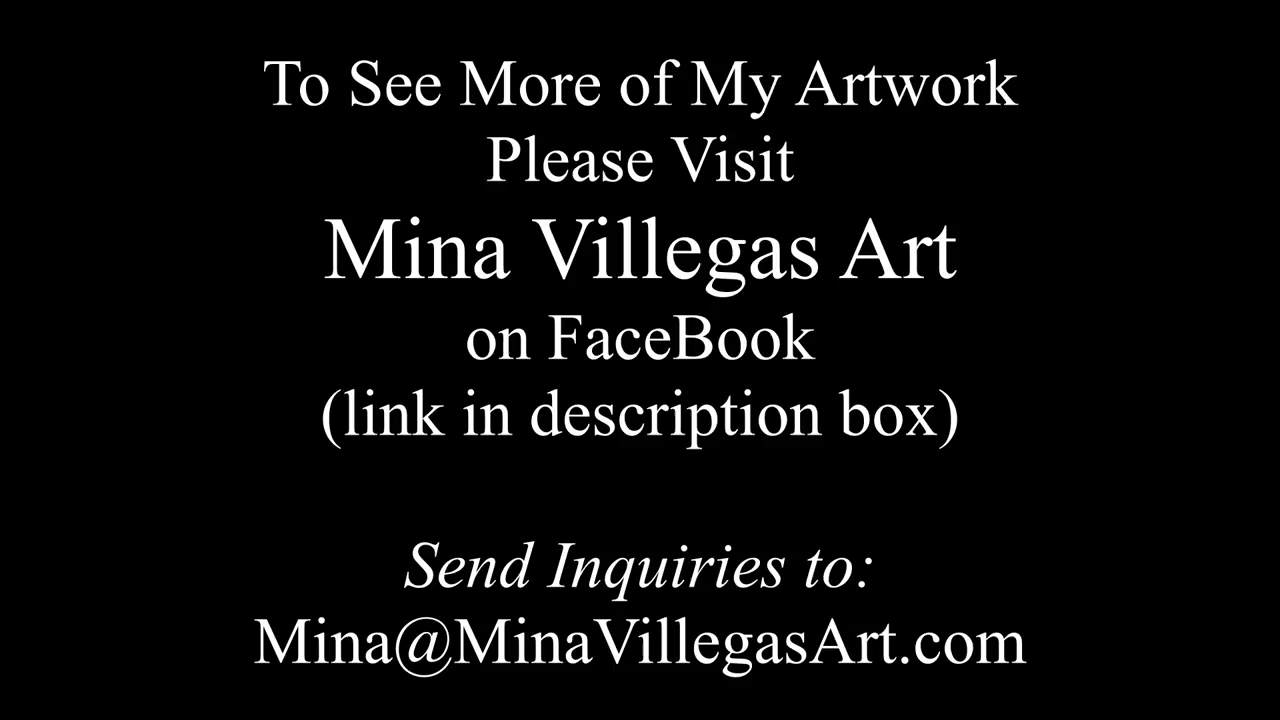 To See More of My Artwork
Please Visit
Mina Villegas Art
on FaceBook
(link in description box)
Send Inquiries to:
Mina@MinaVillegasArt.com